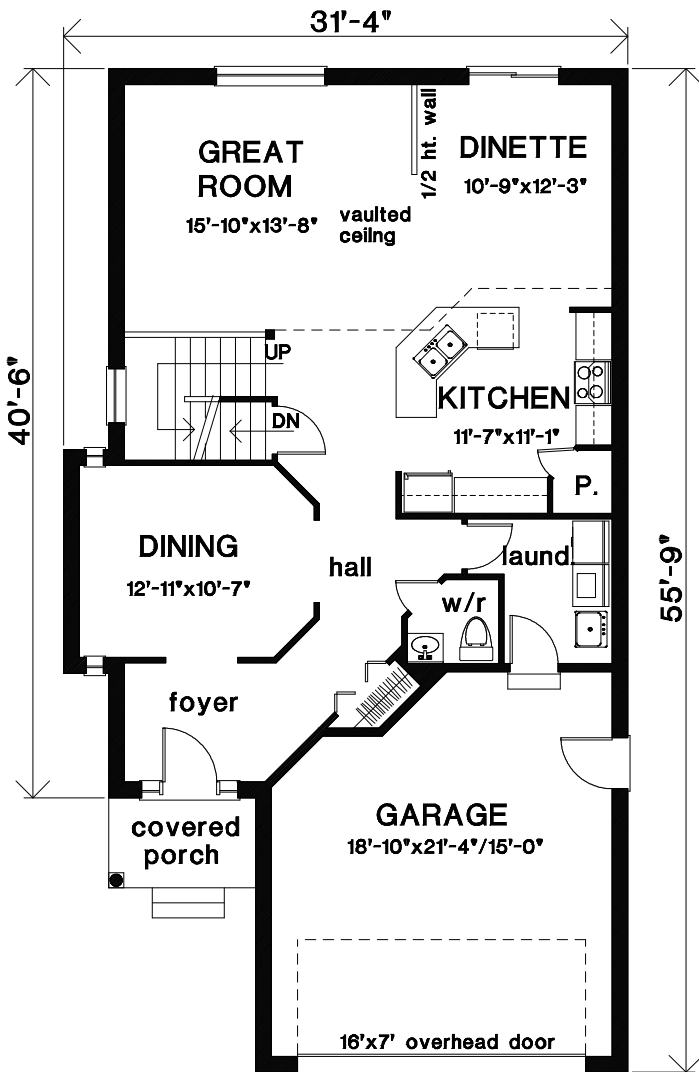 31'-4"
GREAT
ROOM
15'-10"x13'-8"
vaulted
ceilng
1/2 ht. wall
DINETTE
10'-9"x12'-3"
40'-6"
UP
DN
KITCHEN
11'-7"x11'-1"
P.
DINING
12'-11"x10'-7"
hall
laund.
w/r
55'-9"
foyer
covered
porch
GARAGE
18'-10"x21'-4"/15'-0"
16'x7' overhead door